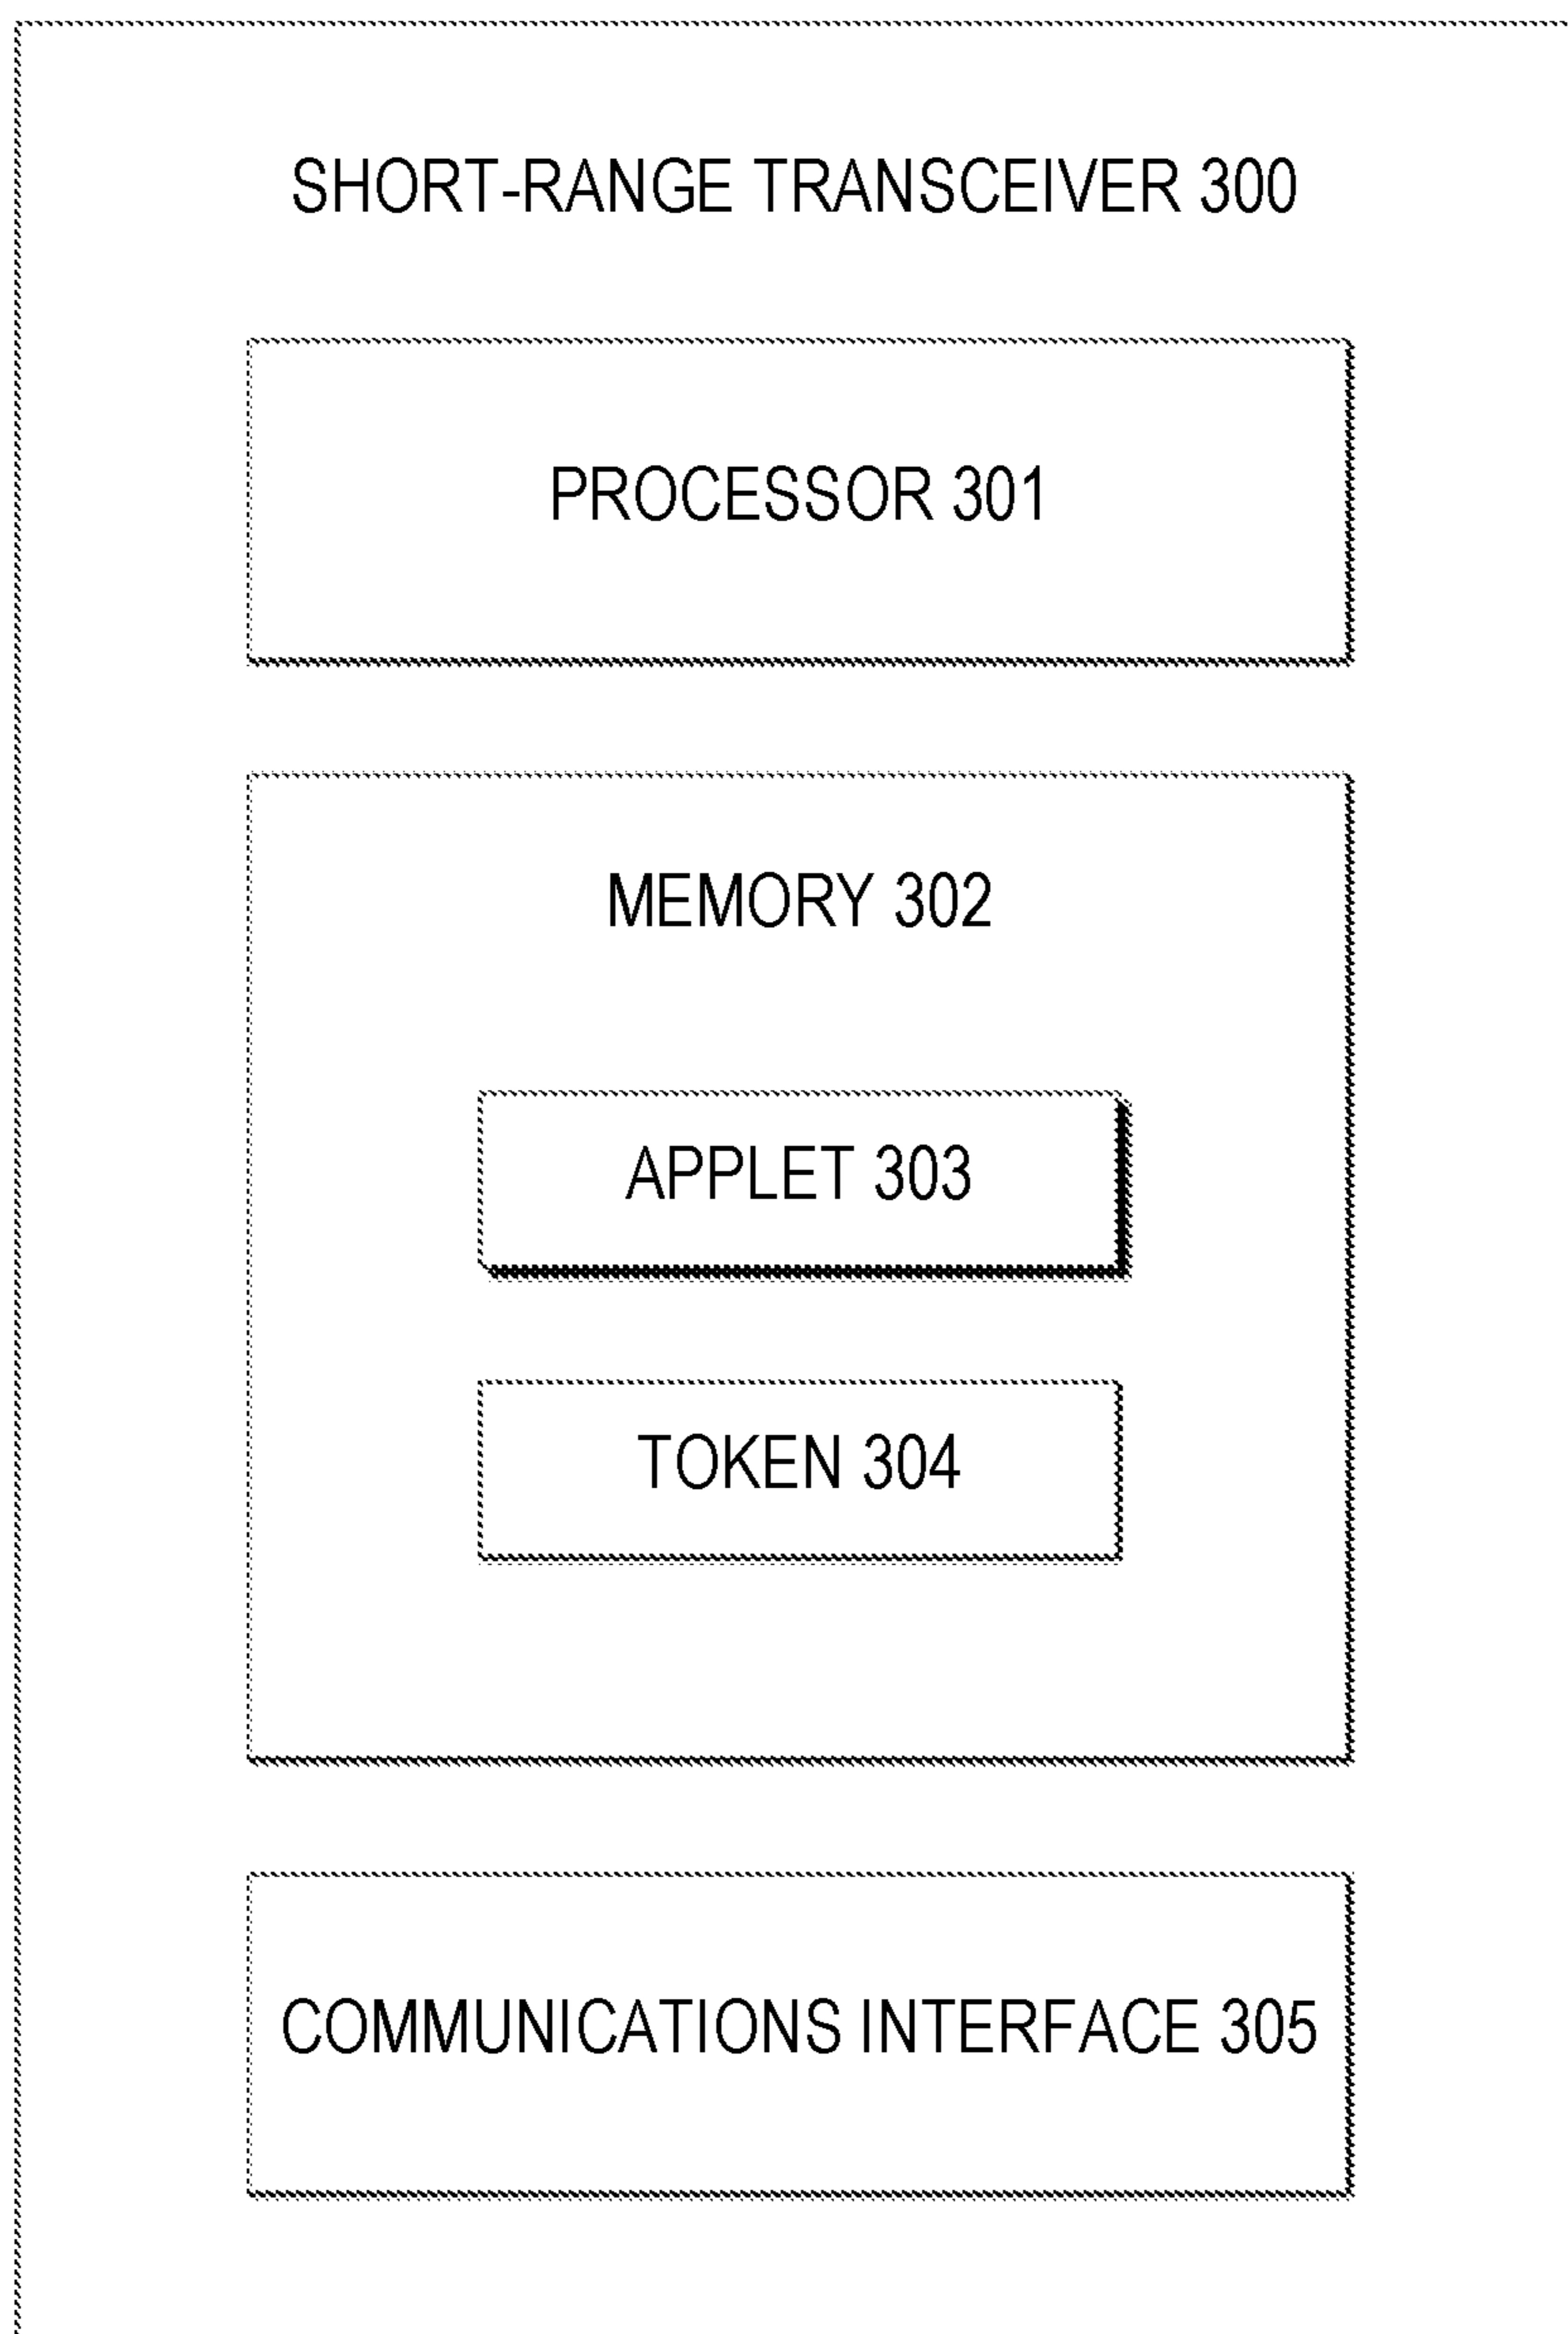 SHORT-RANGE TRANSCEIVER 300
PROCESSOR 301
MEMORY 302
APPLET 303
TOKEN 304
COMMUNICATIONS INTERFACE 305